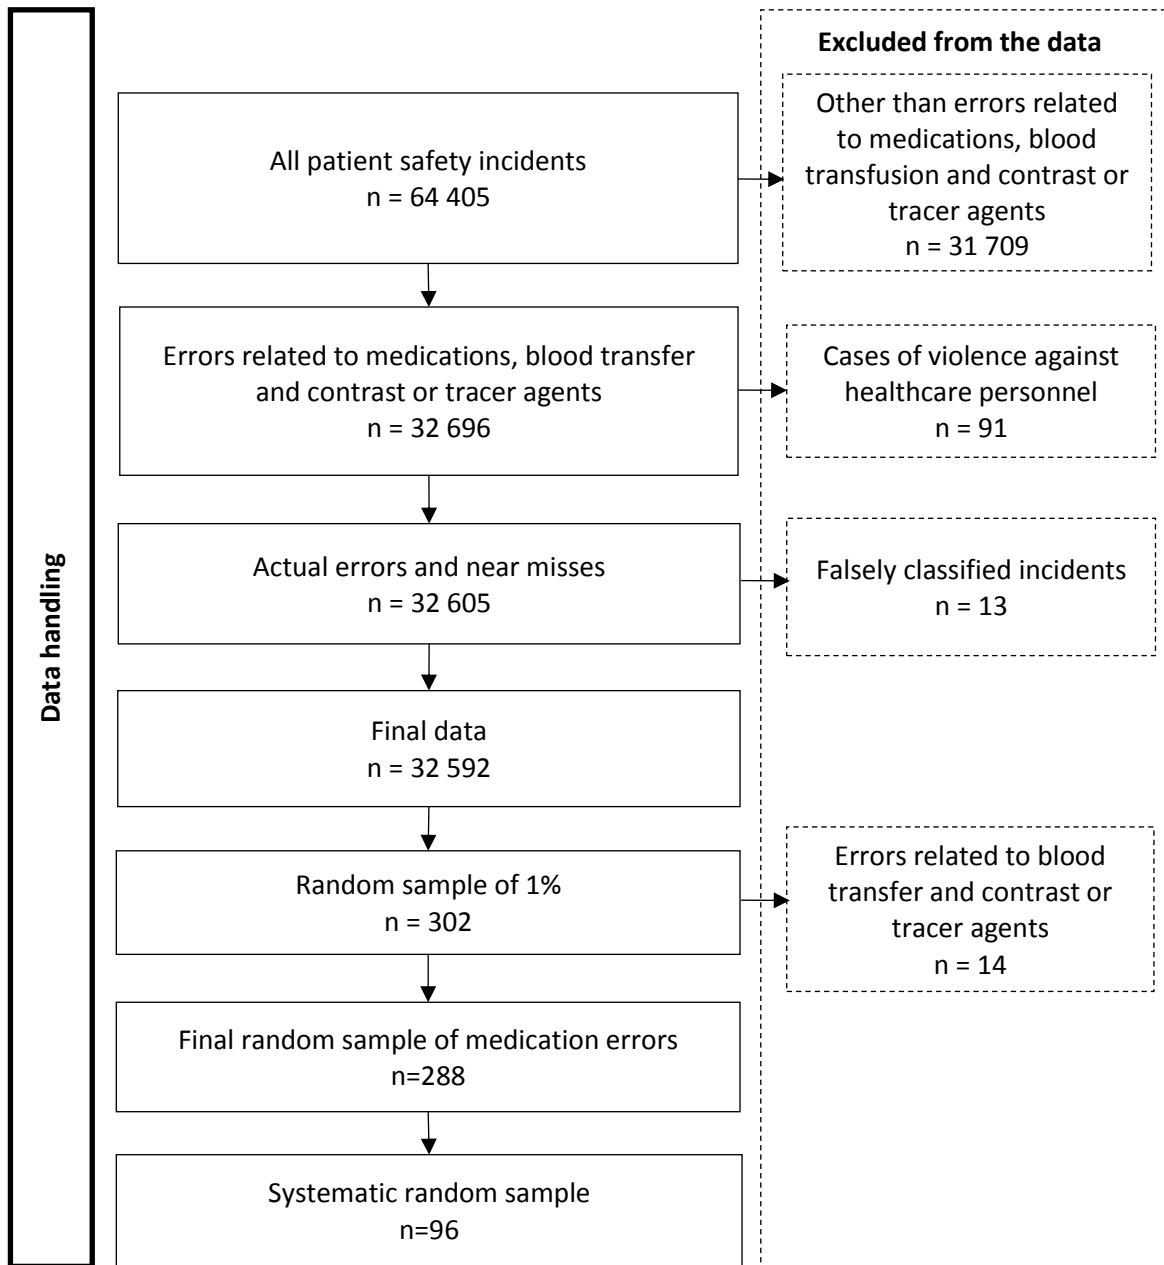 Data handling
Excluded from the data
All patient safety incidents
n = 64 405
Other than errors related
to medications, blood
transfusion and contrast or
tracer agents
n = 31 709
Errors related to medications, blood transfer
and contrast or tracer agents
n = 32 696
Cases of violence against
healthcare personnel
n = 91
Actual errors and near misses
n = 32 605
Falsely classified incidents
n = 13
Final data
n = 32 592
Random sample of 1%
n = 302
Errors related to blood
transfer and contrast or
tracer agents
n = 14
Final random sample of medication errors
n=288
Systematic random sample
n=96